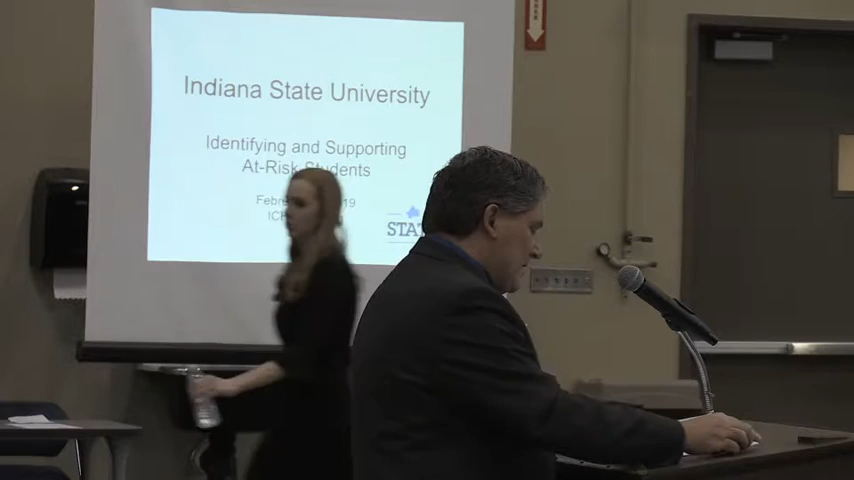 Indiana State University
Identifying and Supporting
At-Risk Students